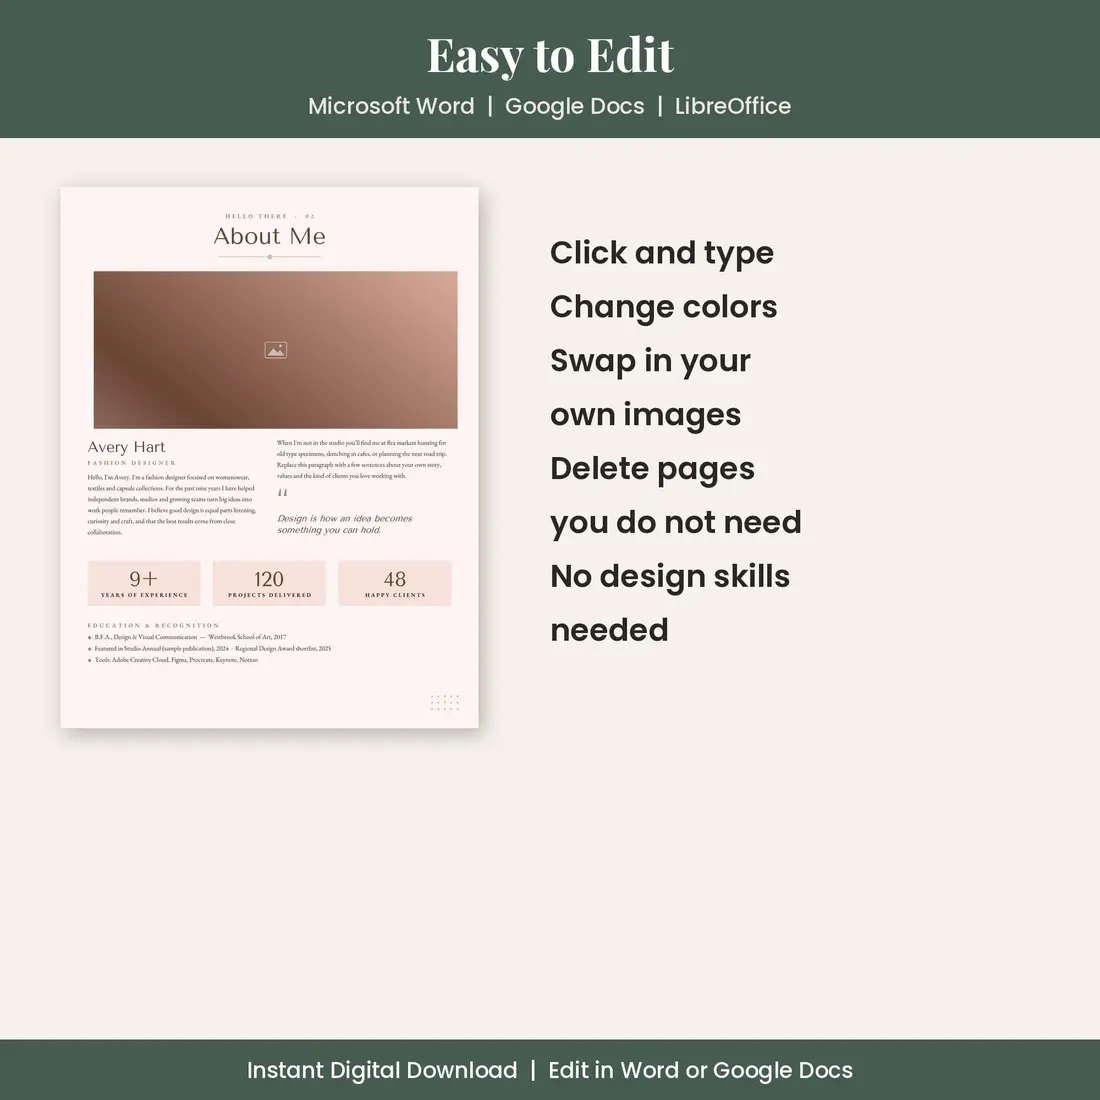 Easy to Edit
Microsoft Word | Google Docs | LibreOffice
HELLO THERE · 02
About Me
Avery Hart
FASHION DESIGNER
Hello, I'm Avery. I'm a fashion designer focused on womenswear,
textiles and capsule collections. For the past nine years I have helped
independent brands, studios and growing teams turn big ideas into
work people remember. I believe good design is equal parts listening,
curiosity and craft, and that the best results come from close
collaboration.
When I'm not in the studio you'll find me at flea markets hunting for
old type specimens, sketching in cafes, or planning the next road trip.
Replace this paragraph with a few sentences about your own story,
values and the kind of clients you love working with.
"
Design is how an idea becomes
something you can hold.
9+
YEARS OF EXPERIENCE
120
PROJECTS DELIVERED
48
HAPPY CLIENTS
EDUCATION & RECOGNITION
B.F.A., Design & Visual Communication — Westbrook School of Art, 2017
Featured in Studio Annual (sample publication), 2024 · Regional Design Award shortlist, 2025
Tools: Adobe Creative Cloud, Figma, Procreate, Keynote, Notion
Click and type
Change colors
Swap in your
own images
Delete pages
you do not need
No design skills
needed
Instant Digital Download | Edit in Word or Google Docs